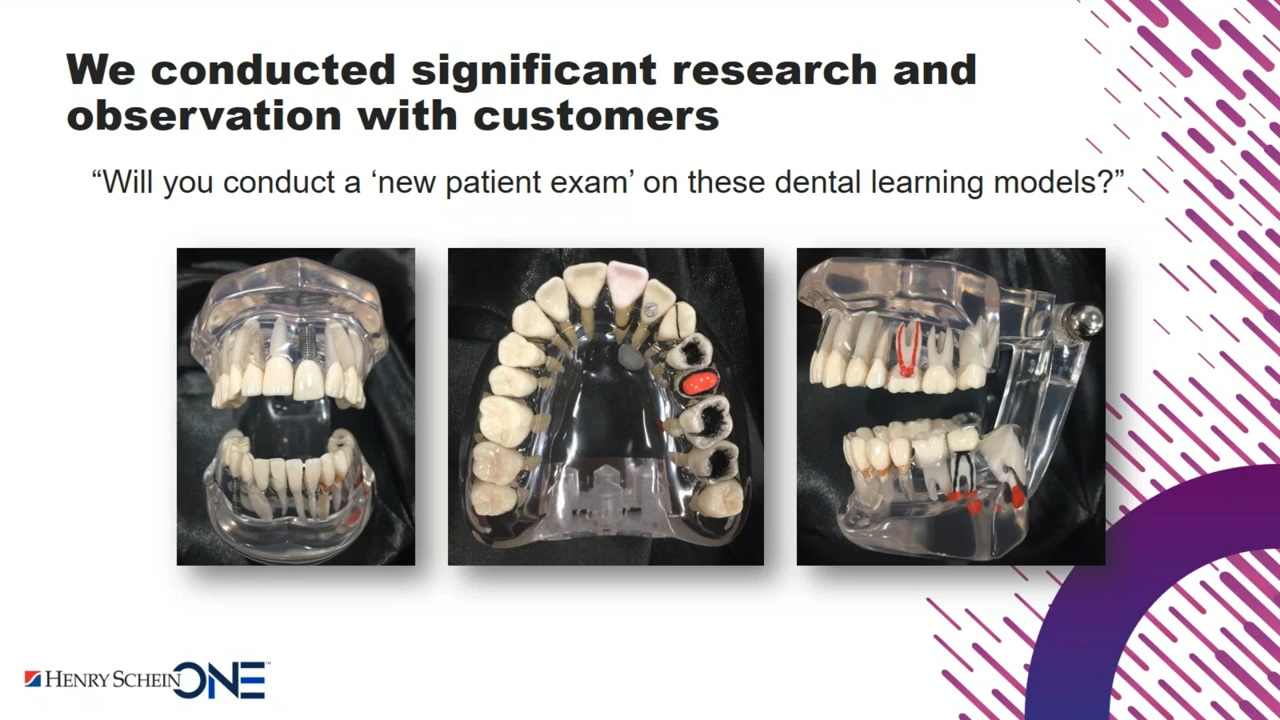 We conducted significant research and
observation with customers
“Will you conduct a ‘new patient exam’ on these dental learning models?”
HENRY SCHEIN ONE™